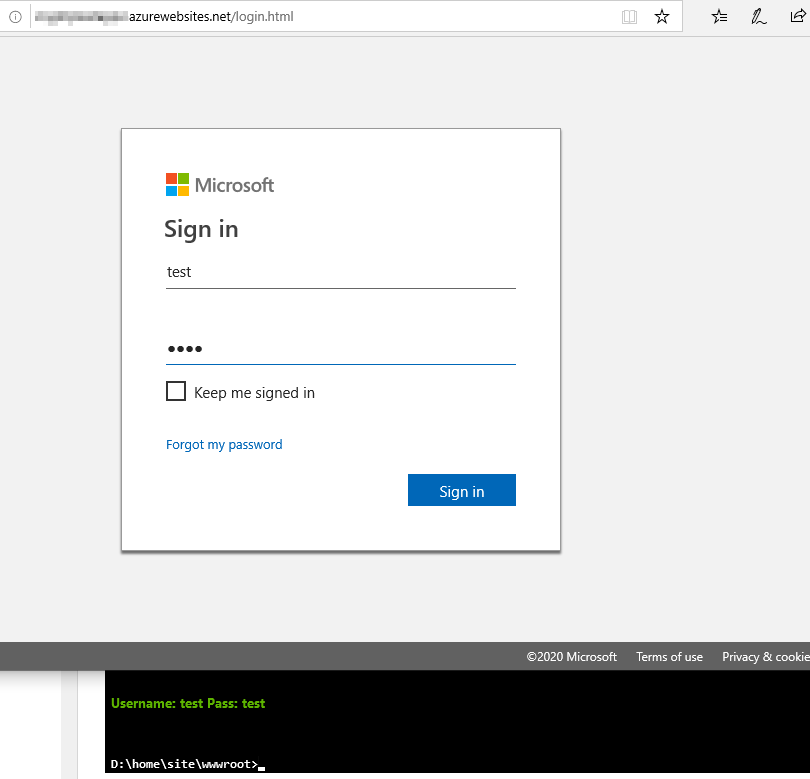 azurewebsites.net/login.html
Microsoft
Sign in
test
••••
Keep me signed in
Forgot my password
Sign in
©2020 Microsoft Terms of use Privacy & cookie
Username: test Pass: test
D:\home\site\wwwroot>